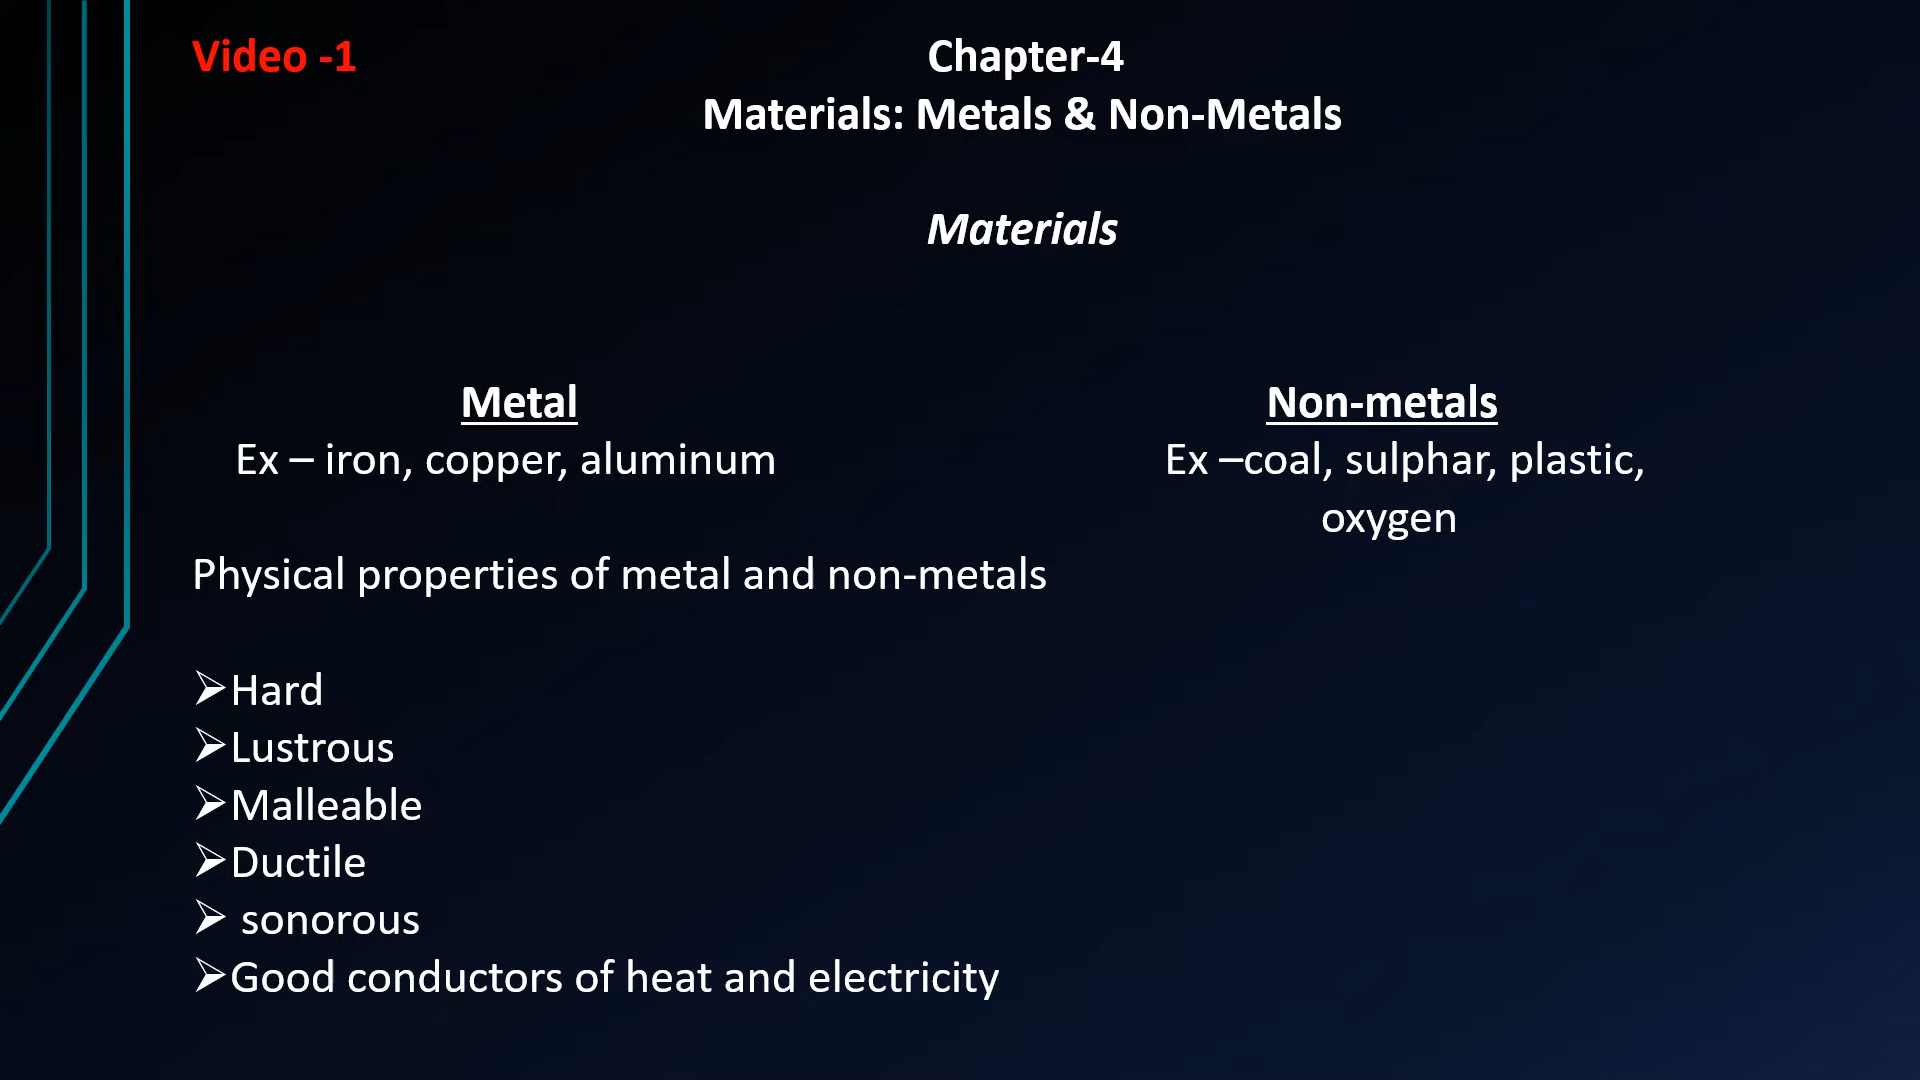 Video -1
Chapter-4
Materials: Metals & Non-Metals
Materials
Metal
Non-metals
Ex – iron, copper, aluminum
Ex –coal, sulphar, plastic,
oxygen
Physical properties of metal and non-metals
➢Hard
➢Lustrous
➢Malleable
➢Ductile
➢ sonorous
➢Good conductors of heat and electricity